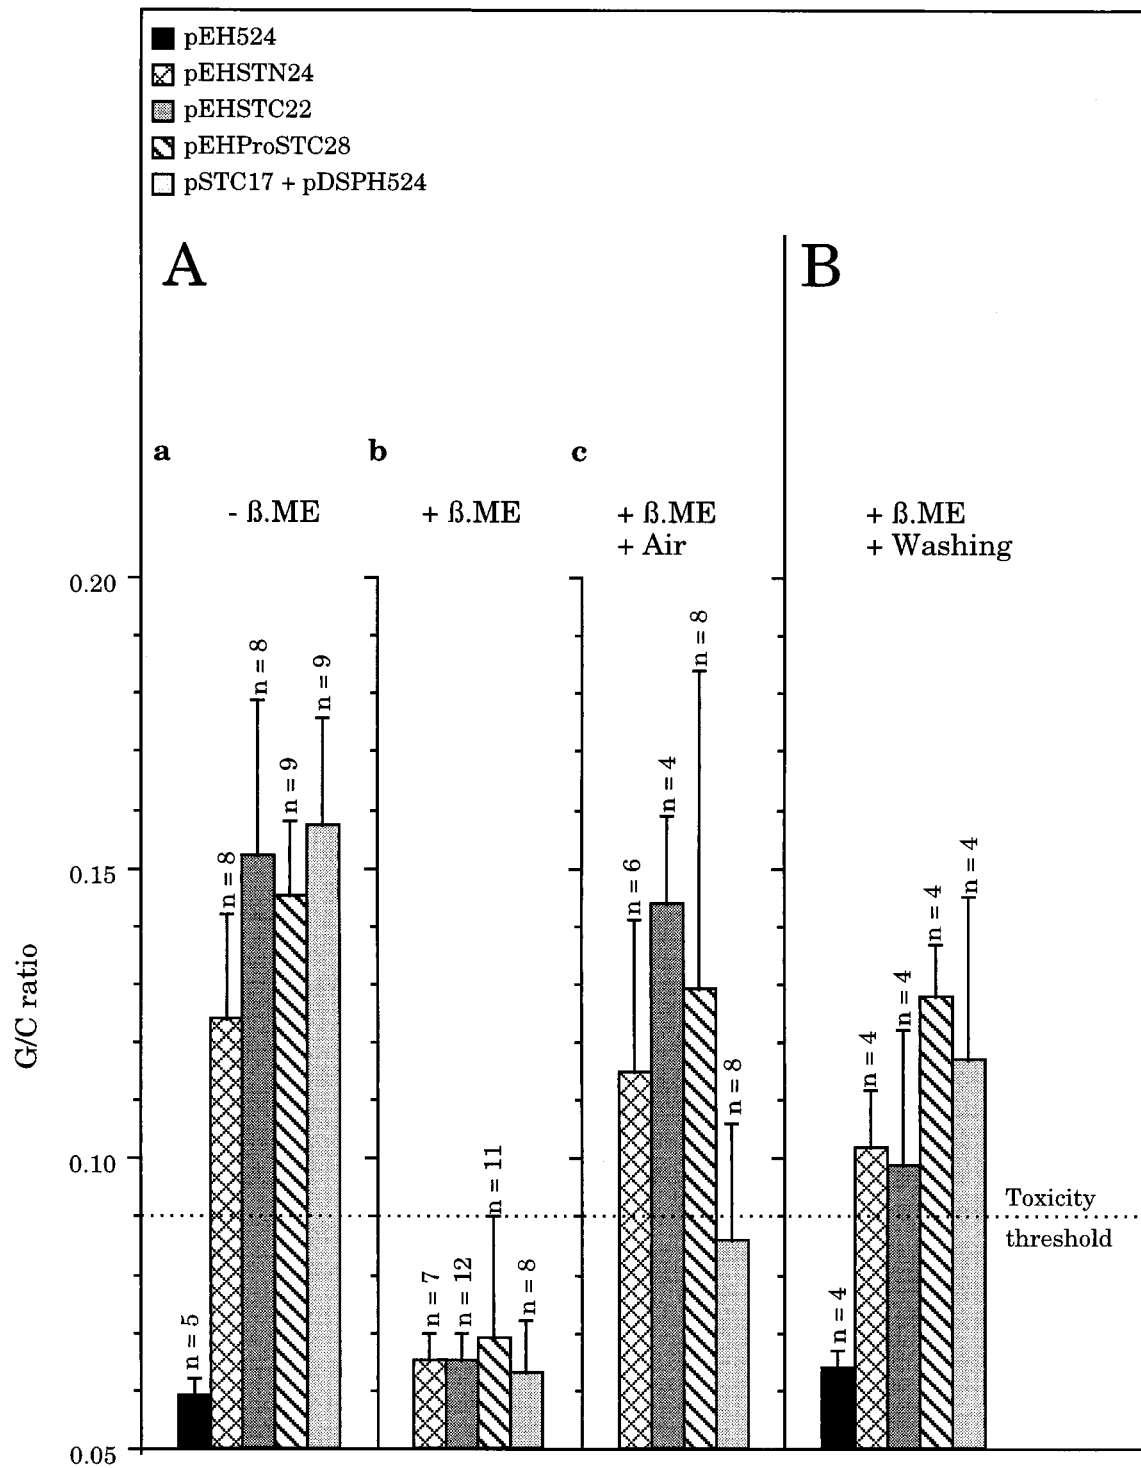 pEH524
pEHSTN24
pEHSTC22
pEHProSTC28
pSTC17 + pDSPH524
A
B
a
b
c
- ß.ME
+ ß.ME
+ ß.ME
+ Air
+ ß.ME
+ Washing
0.20
0.15
0.10
0.05
G/C ratio
n = 5
n = 8
n = 8
n = 9
n = 9
n = 7
n = 12
n = 11
n = 8
n = 6
n = 4
n = 8
n = 8
n = 4
n = 4
n = 4
n = 4
n = 4
Toxicity
threshold